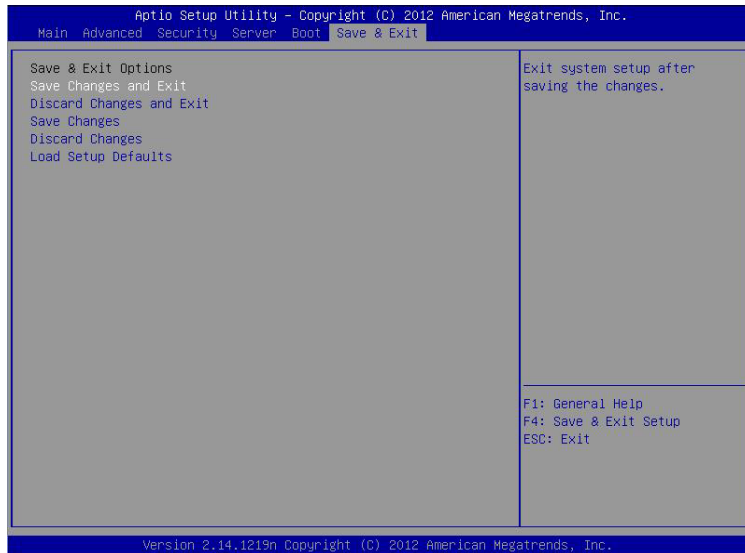 Aptio Setup Utility – Copyright (C) 2012 American Megatrends, Inc.
Main Advanced Security Server Boot Save & Exit
Save & Exit Options
Save Changes and Exit
Discard Changes and Exit
Save Changes
Discard Changes
Load Setup Defaults
Exit system setup after
saving the changes.
F1: General Help
F4: Save & Exit Setup
ESC: Exit
Version 2.14.1219n Copyright (C) 2012 American Megatrends, Inc.